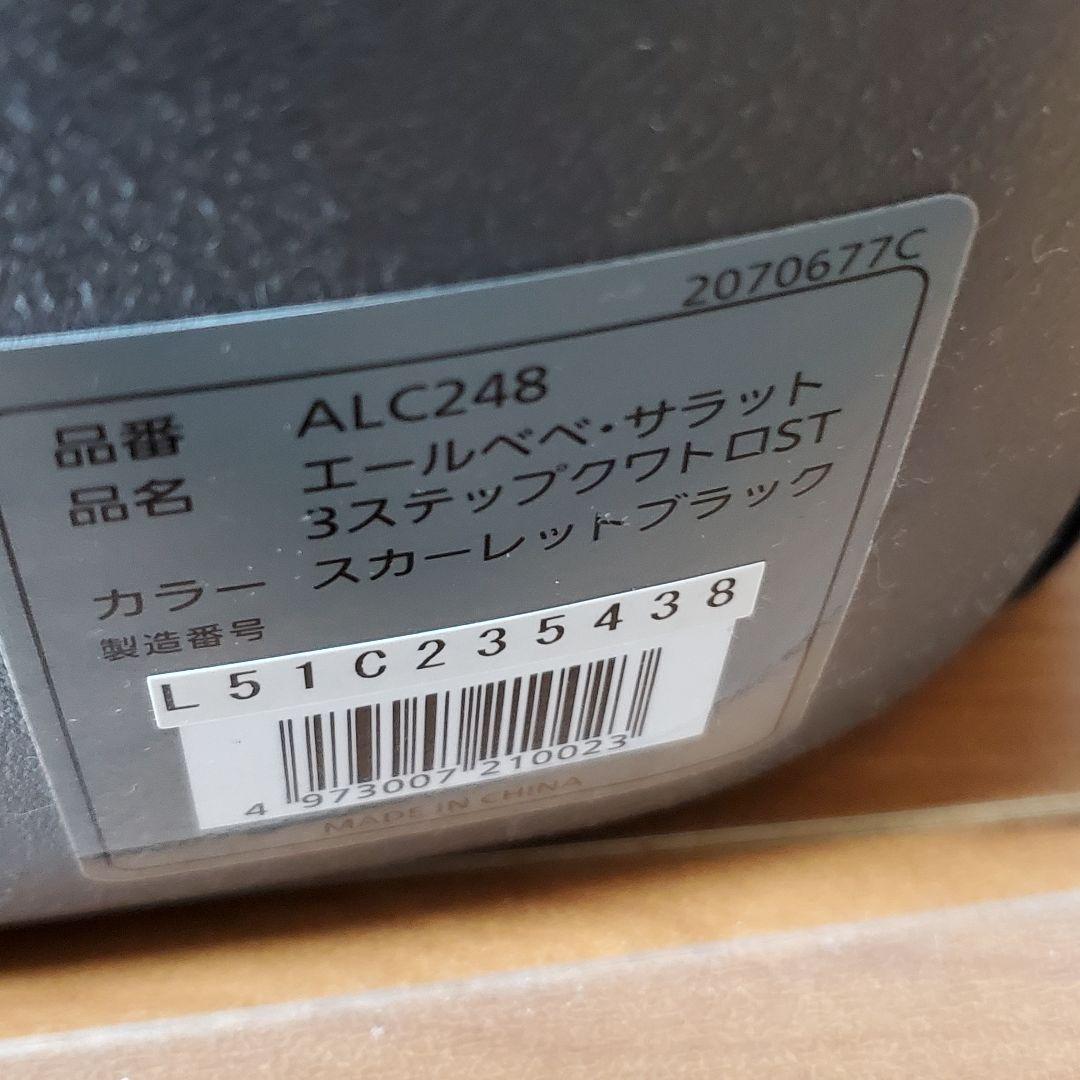 2070677C
品番 ALC248
品名 エールベベ・サラット
3ステップクワトロST
カラー スカーレットブラック
製造番号
L51C235438
4 973007 210023
MADE IN CHINA